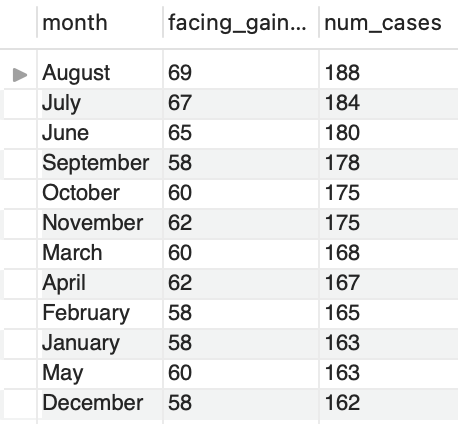 month facing_gain... num_cases
August 69 188
July 67 184
June 65 180
September 58 178
October 60 175
November 62 175
March 60 168
April 62 167
February 58 165
January 58 163
May 60 163
December 58 162